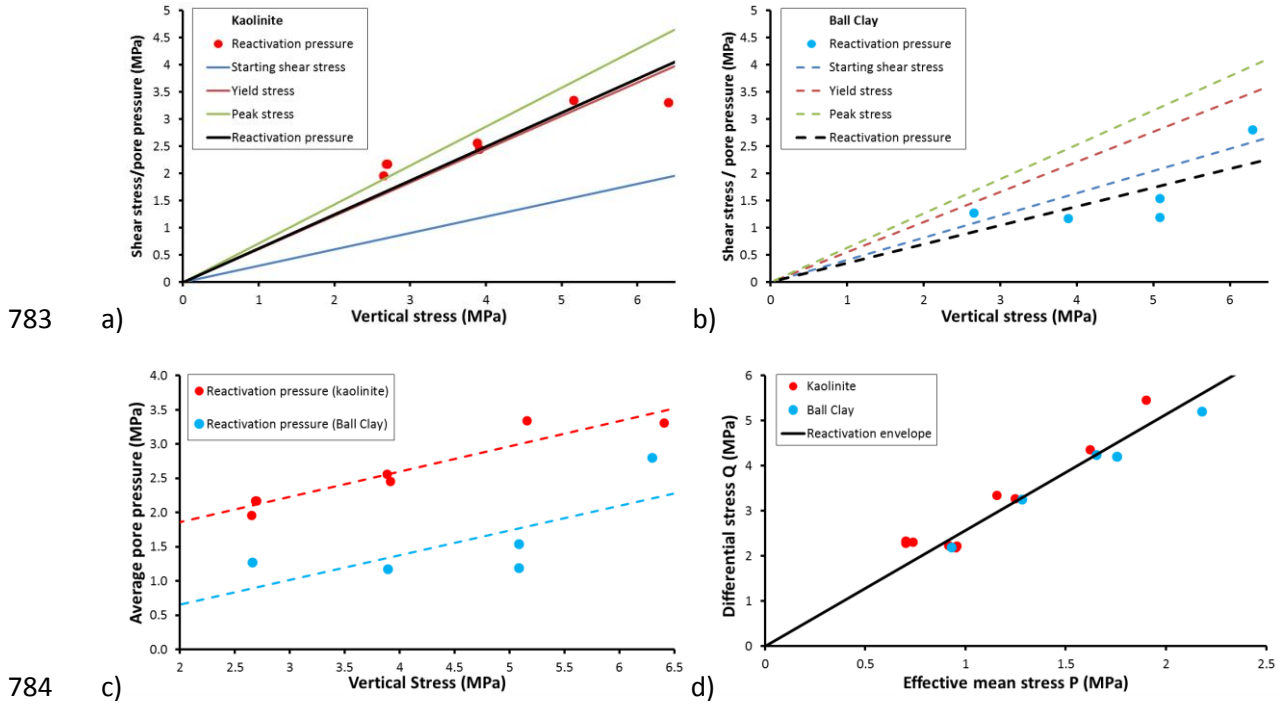 Kaolinite
Reactivation pressure
Starting shear stress
Yield stress
Peak stress
Reactivation pressure
Shear stress/pore pressure (MPa)
5
4.5
4
3.5
3
2.5
2
1.5
1
0.5
0
0 1 2 3 4 5 6
Vertical stress (MPa)
783 a)
Ball Clay
Reactivation pressure
Starting shear stress
Yield stress
Peak stress
Reactivation pressure
Shear stress / pore pressure (MPa)
5
4.5
4
3.5
3
2.5
2
1.5
1
0.5
0
0 1 2 3 4 5 6
Vertical stress (MPa)
b)
Reactivation pressure (kaolinite)
Reactivation pressure (Ball Clay)
Average pore pressure (MPa)
4.0
3.5
3.0
2.5
2.0
1.5
1.0
0.5
0.0
2 2.5 3 3.5 4 4.5 5 5.5 6 6.5
Vertical Stress (MPa)
784 c)
Kaolinite
Ball Clay
Reactivation envelope
Differential stress Q (MPa)
6
5
4
3
2
1
0
0 0.5 1 1.5 2 2.5
Effective mean stress P (MPa)
d)